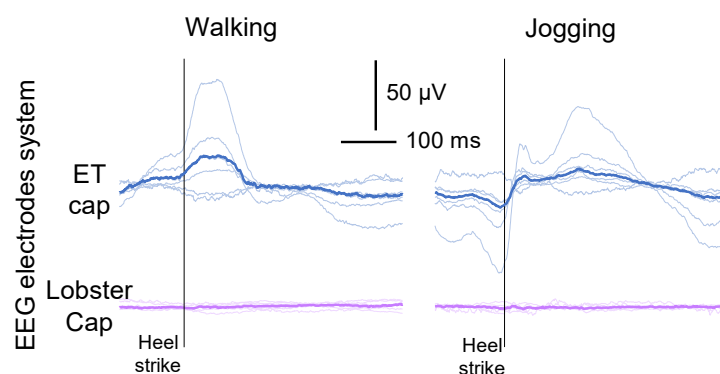 Walking
Jogging
50 µV
100 ms
EEG electrodes system
ET
cap
Lobster
Cap
Heel
strike
Heel
strike